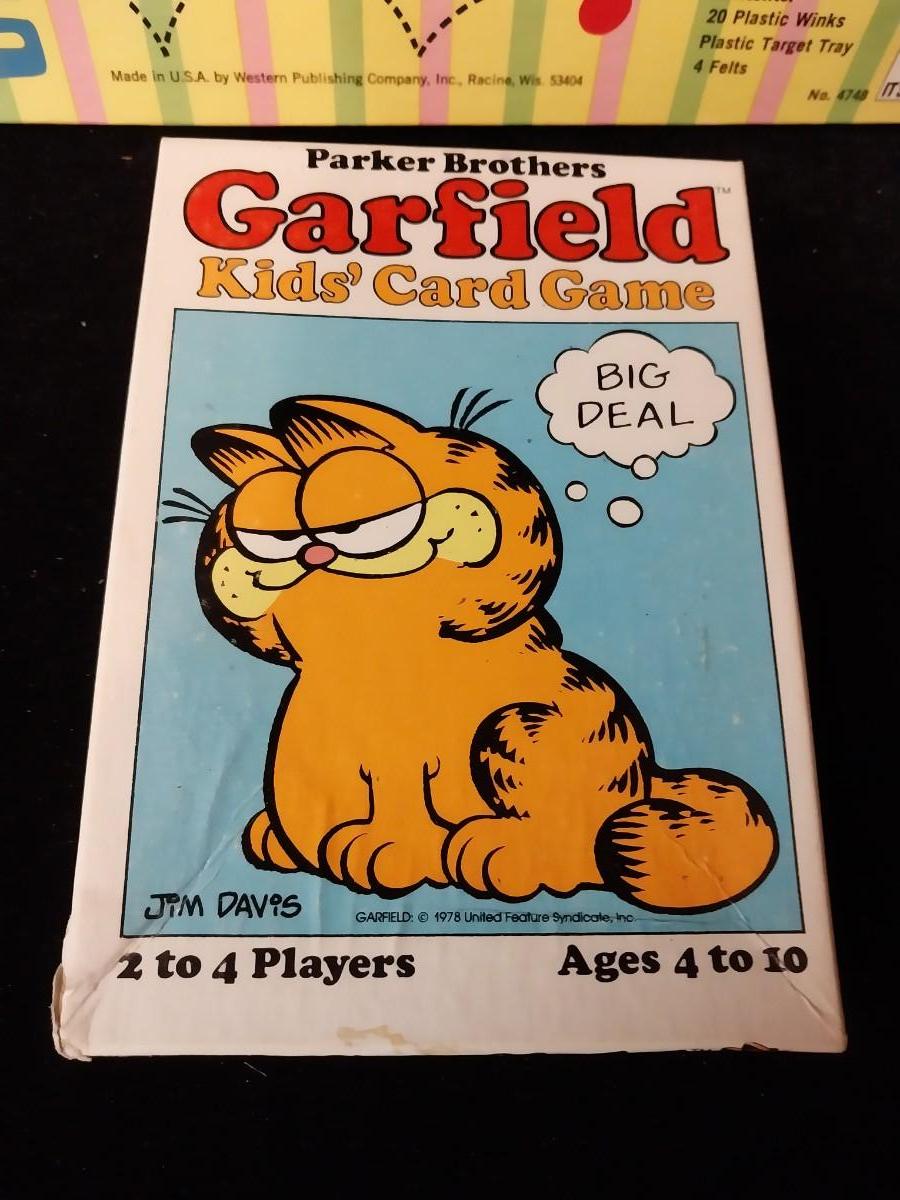 20 Plastic Winks
Plastic Target Tray
4 Felts
Made in U.S.A. by Western Publishing Company, Inc., Racine, Wis. 53404
No. 4748
Parker Brothers
Garfield™
Kids' Card Game
BIG
DEAL
JIM DAVIS
GARFIELD: © 1978 United Feature Syndicate, Inc.
2 to 4 Players
Ages 4 to 10